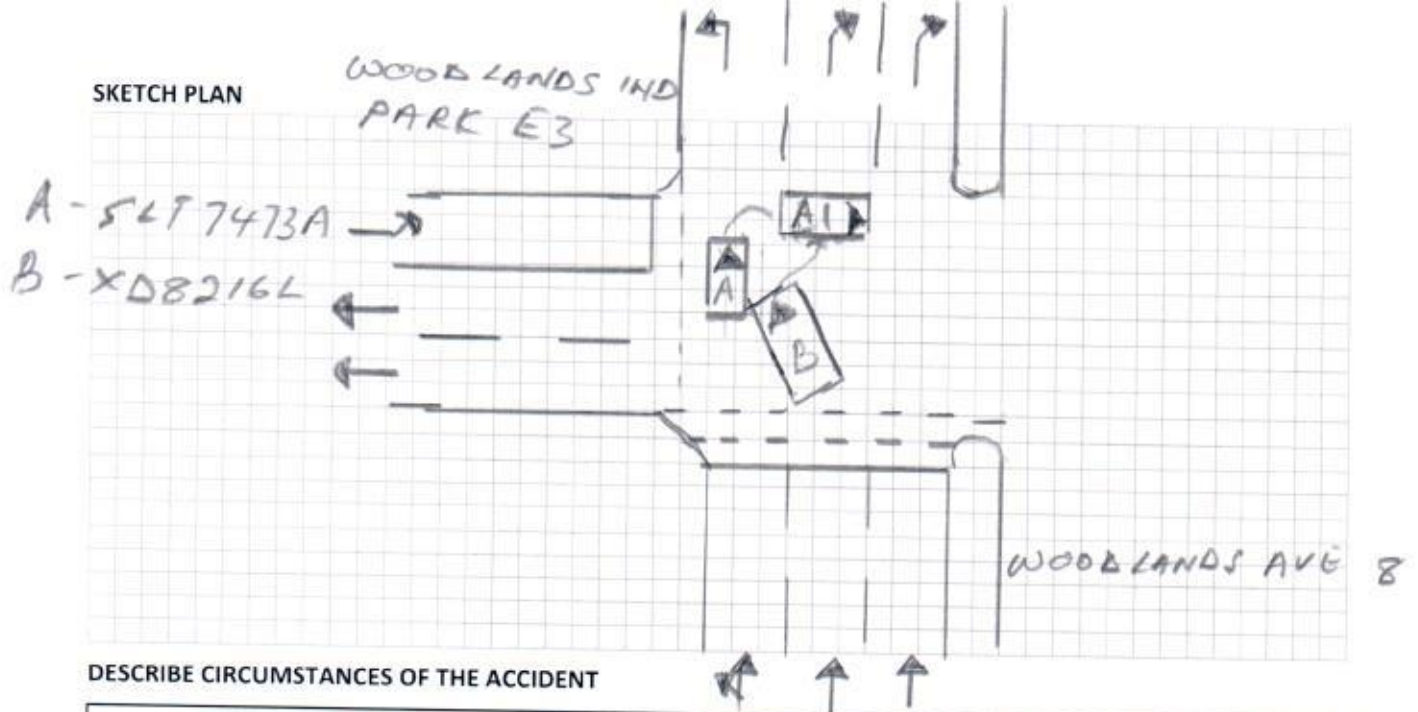 WOODLANDS IND
PARK E3
SKETCH PLAN
A - SLT7473A
B - XD8216L
A1
A
B
WOODLANDS AVE 8
DESCRIBE CIRCUMSTANCES OF THE ACCIDENT